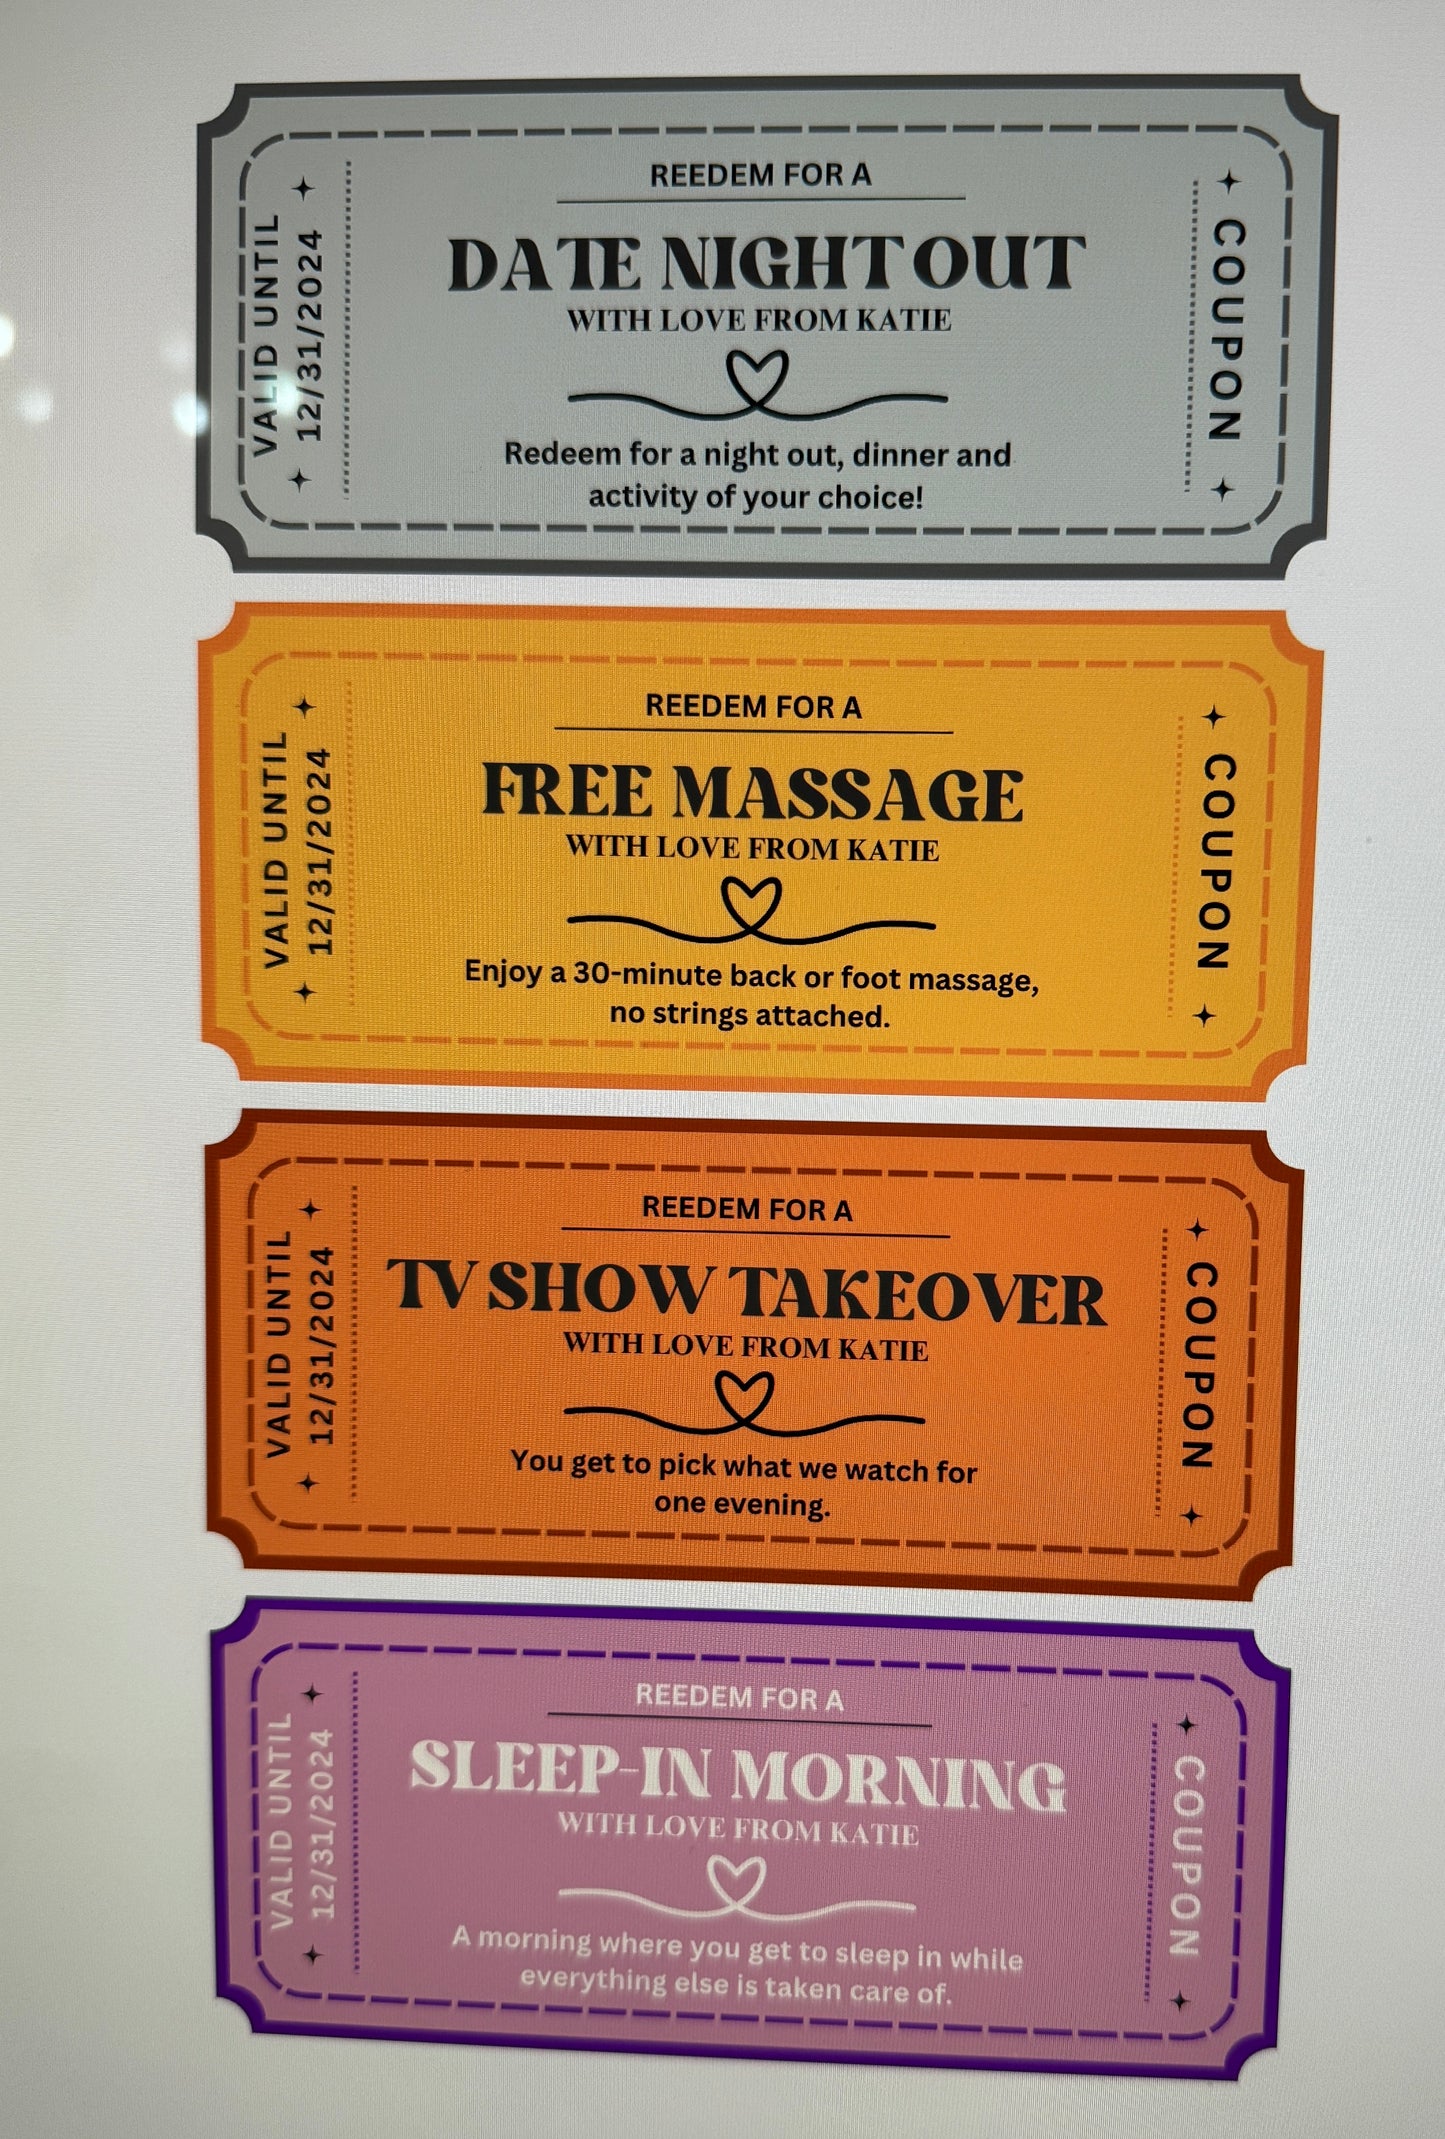 REEDEM FOR A
DATE NIGHT OUT
WITH LOVE FROM KATIE
Redeem for a night out, dinner and
activity of your choice!
VALID UNTIL
12/31/2024
COUPON
REEDEM FOR A
FREE MASSAGE
WITH LOVE FROM KATIE
Enjoy a 30-minute back or foot massage,
no strings attached.
VALID UNTIL
12/31/2024
COUPON
REEDEM FOR A
TV SHOW TAKEOVER
WITH LOVE FROM KATIE
You get to pick what we watch for
one evening.
VALID UNTIL
12/31/2024
COUPON
REEDEM FOR A
SLEEP-IN MORNING
WITH LOVE FROM KATIE
A morning where you get to sleep in while
everything else is taken care of.
VALID UNTIL
12/31/2024
COUPON